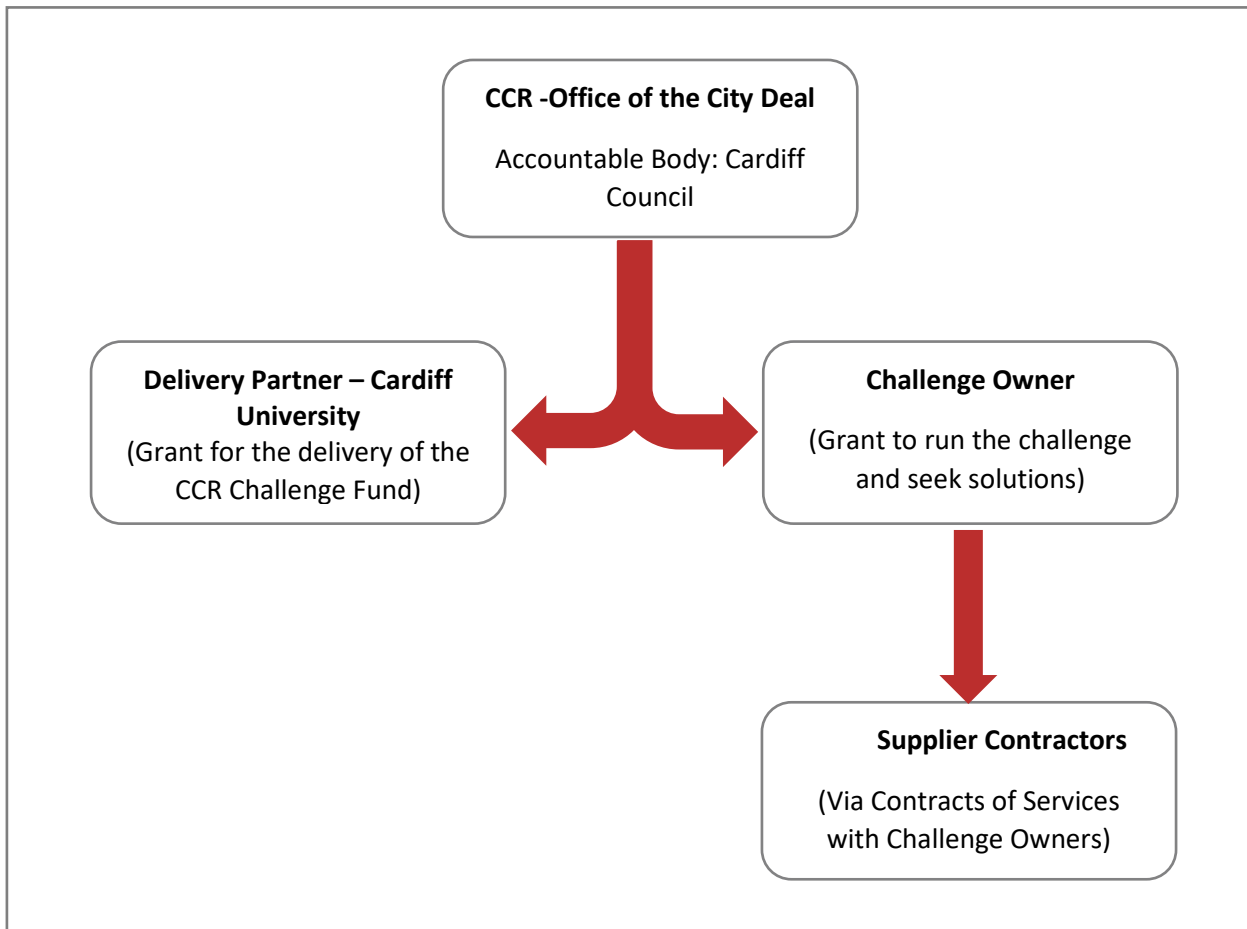 CCR -Office of the City Deal
Accountable Body: Cardiff
Council
Delivery Partner – Cardiff
University
(Grant for the delivery of the
CCR Challenge Fund)
Challenge Owner
(Grant to run the challenge
and seek solutions)
Supplier Contractors
(Via Contracts of Services
with Challenge Owners)